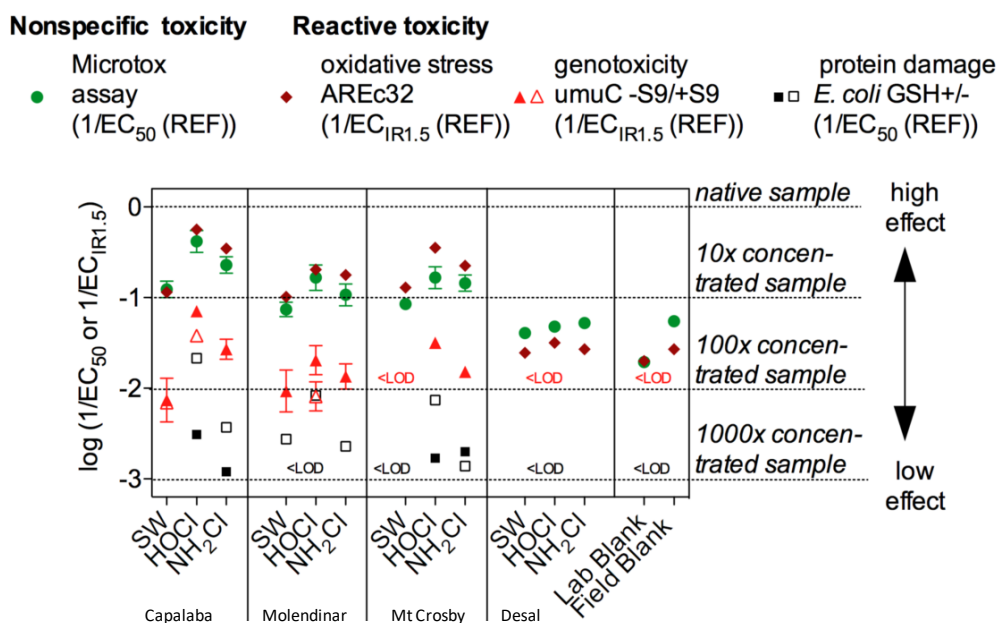 Nonspecific toxicity Reactive toxicity
Microtox oxidative stress genotoxicity protein damage
assay AREc32 umuC -S9/+S9 E. coli GSH+/-
(1/EC50 (REF)) (1/ECIR1.5 (REF)) (1/ECIR1.5 (REF)) (1/EC50 (REF))
log (1/EC50 or 1/ECIR1.5)
0
-1
-2
-3
<LOD <LOD <LOD
<LOD <LOD <LOD <LOD
native sample
10x concen-
trated sample
100x concen-
trated sample
1000x concen-
trated sample
high
effect
low
effect
SW HOCl NH2Cl SW HOCl NH2Cl SW HOCl NH2Cl SW HOCl NH2Cl Lab Blank Field Blank
Capalaba Molendinar Mt Crosby Desal